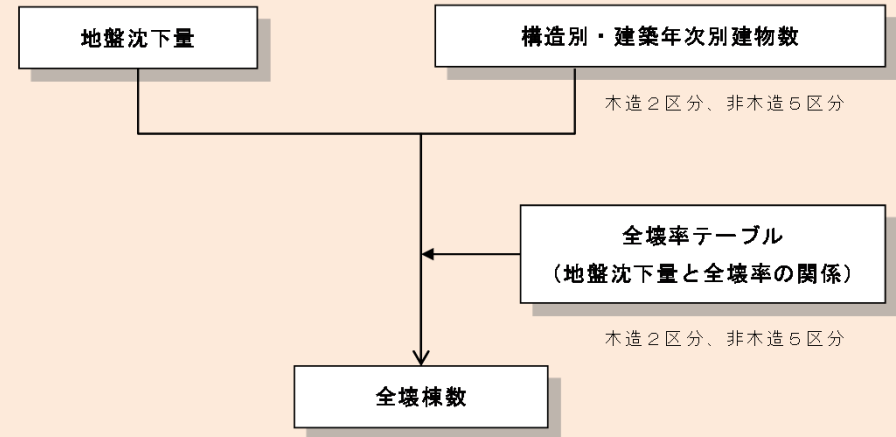 地盤沈下量
構造別・建築年次別建物数
木造２区分、非木造５区分
全壊率テーブル
（地盤沈下量と全壊率の関係）
木造２区分、非木造５区分
全壊棟数